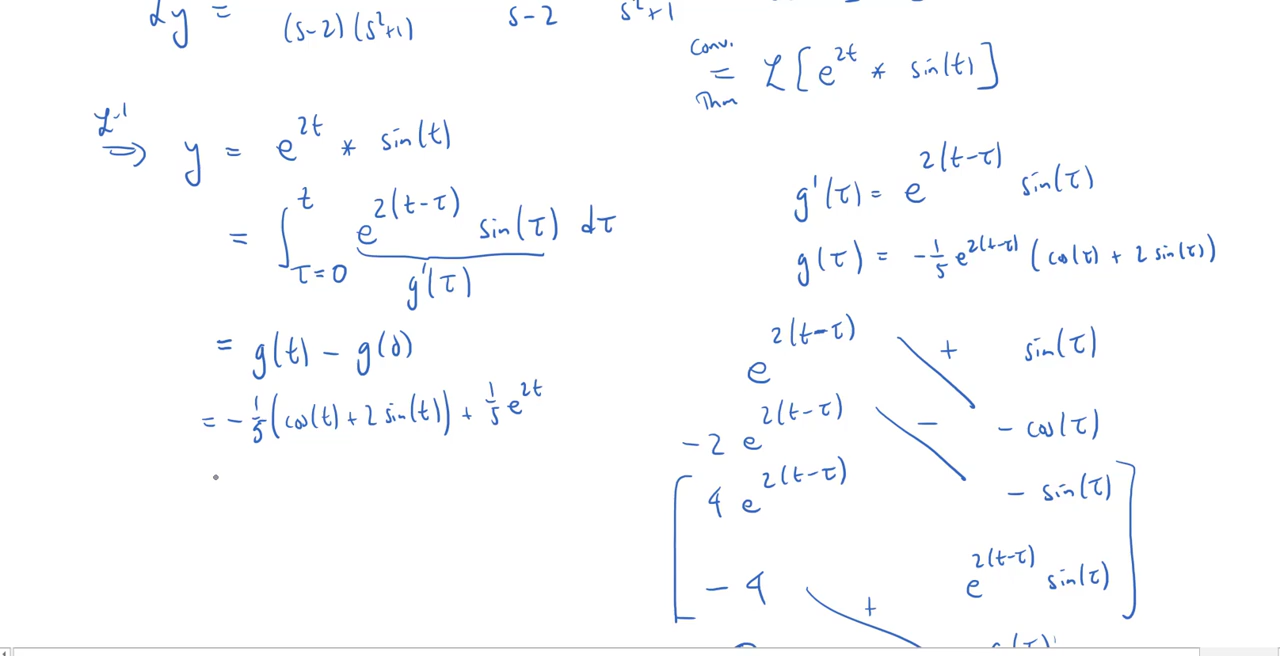 ℒy = (s-2)(s²+1) s-2 s²+1
Conv. = Thm ℒ[e^{2t} * sin(t)]
ℒ^{-1} ⇒ y = e^{2t} * sin(t)
= ∫_{τ=0}^{t} e^{2(t-τ)} sin(τ) dτ
g'(τ)
= g(t) - g(0)
= -1/5 (cos(t) + 2 sin(t)) + 1/5 e^{2t}
g'(τ) = e^{2(t-τ)} sin(τ)
g(τ) = -1/5 e^{2(t-τ)} (cos(τ) + 2 sin(τ))
e^{2(t-τ)} + sin(τ)
-2 e^{2(t-τ)} - - cos(τ)
4 e^{2(t-τ)} - sin(τ)
-4 + e^{2(t-τ)} sin(τ)